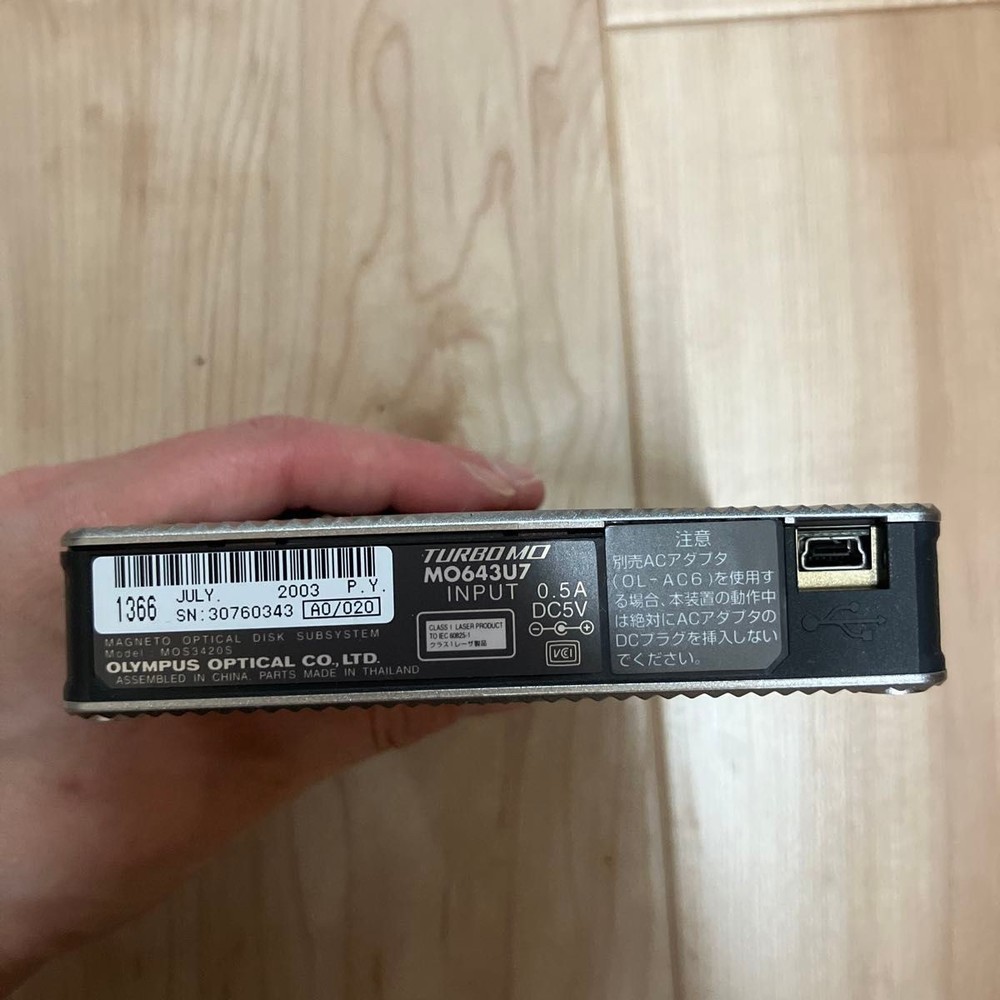 1366 JULY. 2003 P.Y.
SN:30760343 A0/020
MAGNETO OPTICAL DISK SUBSYSTEM
Model : MOS3420S
OLYMPUS OPTICAL CO., LTD.
ASSEMBLED IN CHINA. PARTS MADE IN THAILAND
TURBO MO
MO643U7
INPUT 0.5A
DC5V
CLASS 1 LASER PRODUCT
TO IEC 60825-1
クラス1レーザ製品
VCI
注意
別売ACアダプタ
(OL-AC6)を使用す
る場合、本装置の動作中
は絶対にACアダプタの
DCプラグを挿入しない
でください。